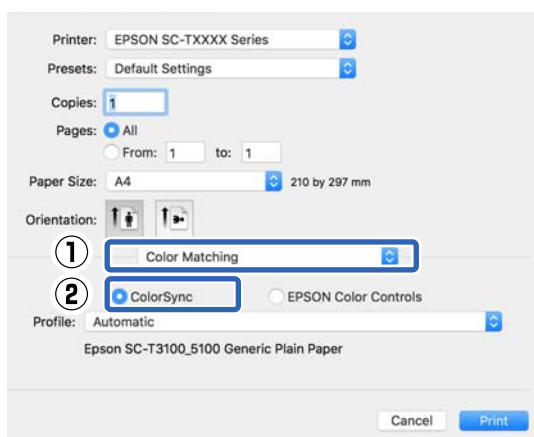 Printer: EPSON SC-TXXXX Series
Presets: Default Settings
Copies: 1
Pages: All
From: 1 to: 1
Paper Size: A4 210 by 297 mm
Orientation:
1 Color Matching
2 ColorSync EPSON Color Controls
Profile: Automatic
Epson SC-T3100_5100 Generic Plain Paper
Cancel Print